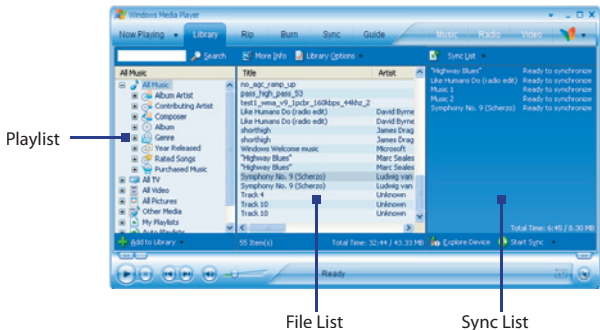 Windows Media Player
Now Playing Library Rip Burn Sync Guide Music Radio Video
Search More Info Library Options Sync List
All Music
All Music
Album Artist
Contributing Artist
Composer
Album
Genre
Year Released
Rated Songs
Purchased Music
All TV
All Video
All Pictures
Other Media
My Playlists
Auto Playlists
Add to Library
Title Artist
no_agc_ramp_up
pass_high_pass_53
test1_wma_v9_1pcbr_160kbps_44khz_2
Like Humans Do (radio edit) David Byrne
Like Humans Do (radio edit) David Byrne
shorthigh James Drag
shorthigh James Drag
Windows Welcome music Microsoft
"Highway Blues" Marc Seales
"Highway Blues" Marc Seales
Symphony No. 9 (Scherzo) Ludwig van
Symphony No. 9 (Scherzo) Ludwig van
Track 4 Unknown
Track 10 Unknown
Track 10 Unknown
55 Item(s) Total Time: 32:44 / 43.33 MB
"Highway Blues" Ready to synchronize
Like Humans Do (radio edit) Ready to synchronize
Music 1 Ready to synchronize
Music 2 Ready to synchronize
Symphony No. 9 (Scherzo) Ready to synchronize
Total Time: 6:45 / 8.30 MB
Explore Device Start Sync
Ready
Playlist
File List
Sync List